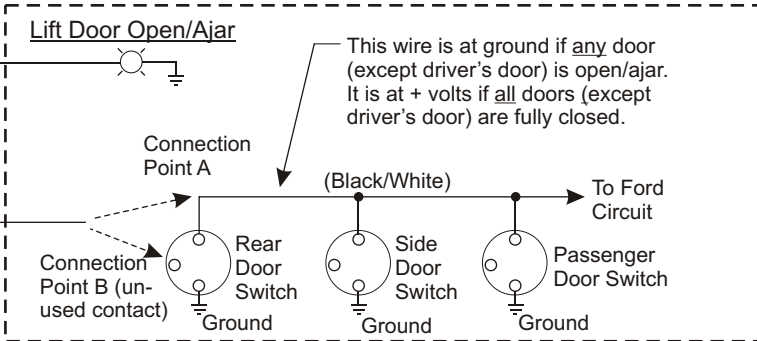 Lift Door Open/Ajar
This wire is at ground if any door
(except driver's door) is open/ajar.
It is at + volts if all doors (except
driver's door) are fully closed.
Connection
Point A
(Black/White)
To Ford
Circuit
Connection
Point B (un-
used contact)
Rear
Door
Switch
Ground
Side
Door
Switch
Ground
Passenger
Door Switch
Ground